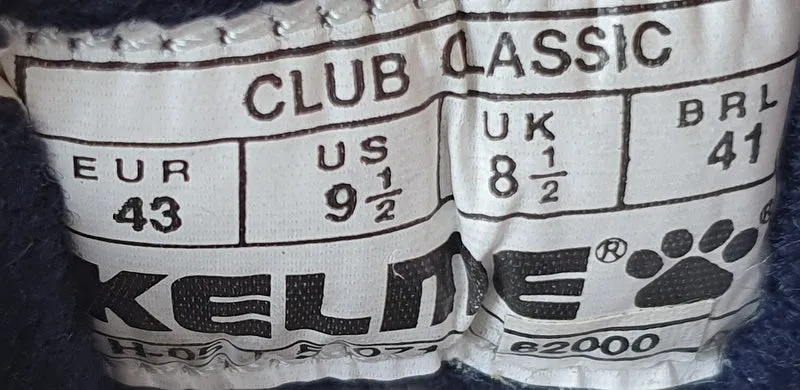 CLUB CLASSIC
EUR US UK BRL
43 9 1/2 8 1/2 41
KELME® ®
62000